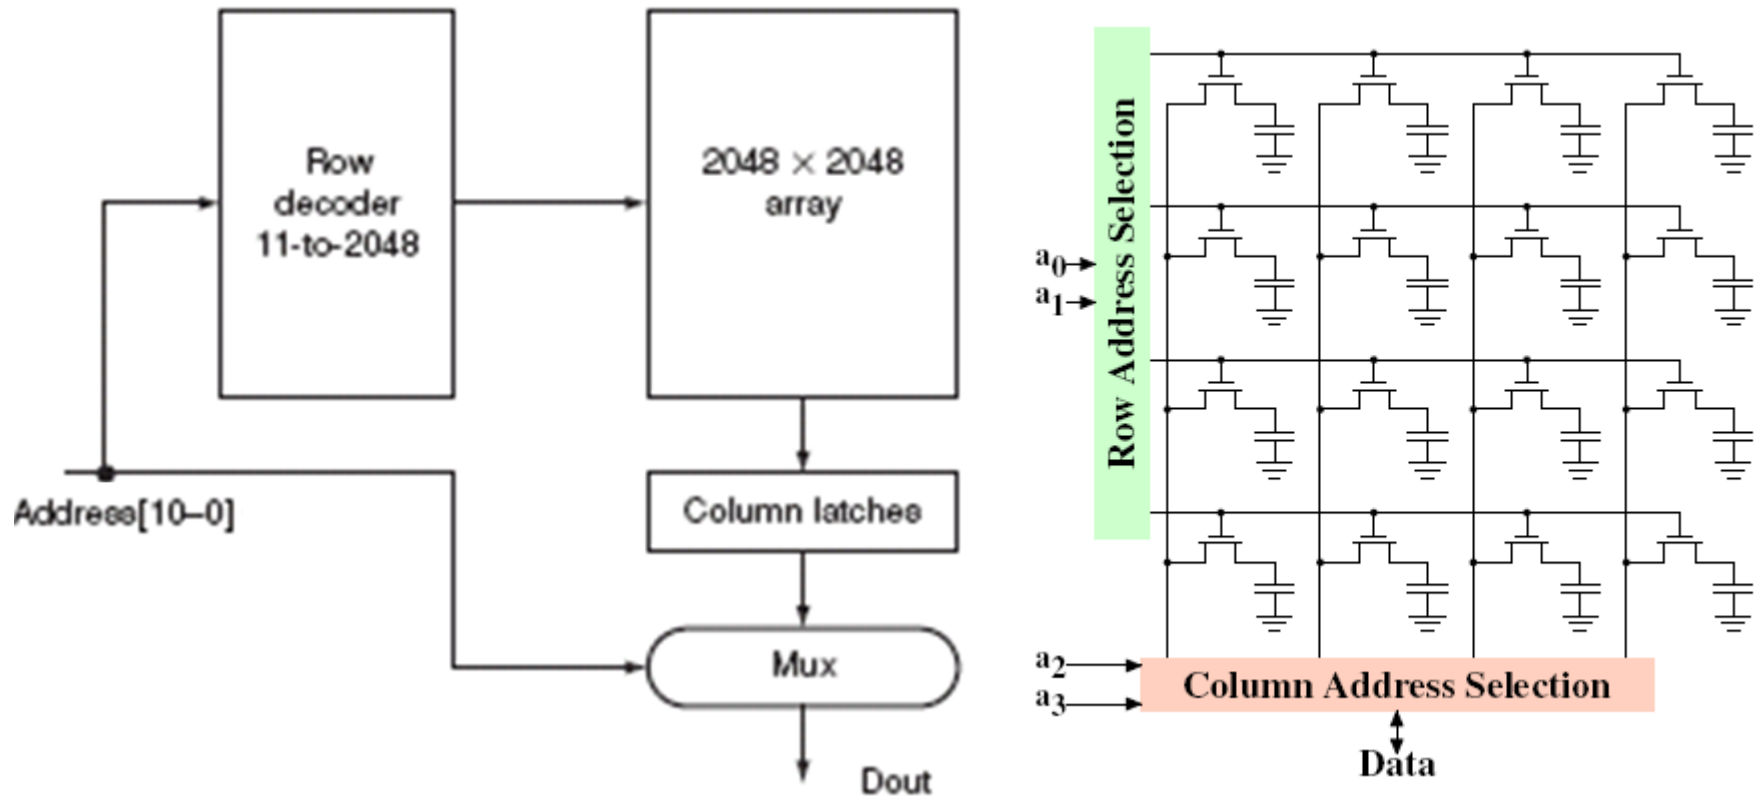 Row
decoder
11-to-2048
2048 × 2048
array
Address[10–0]
Column latches
Mux
Dout
Row Address Selection
a0
a1
a2
a3
Column Address Selection
Data